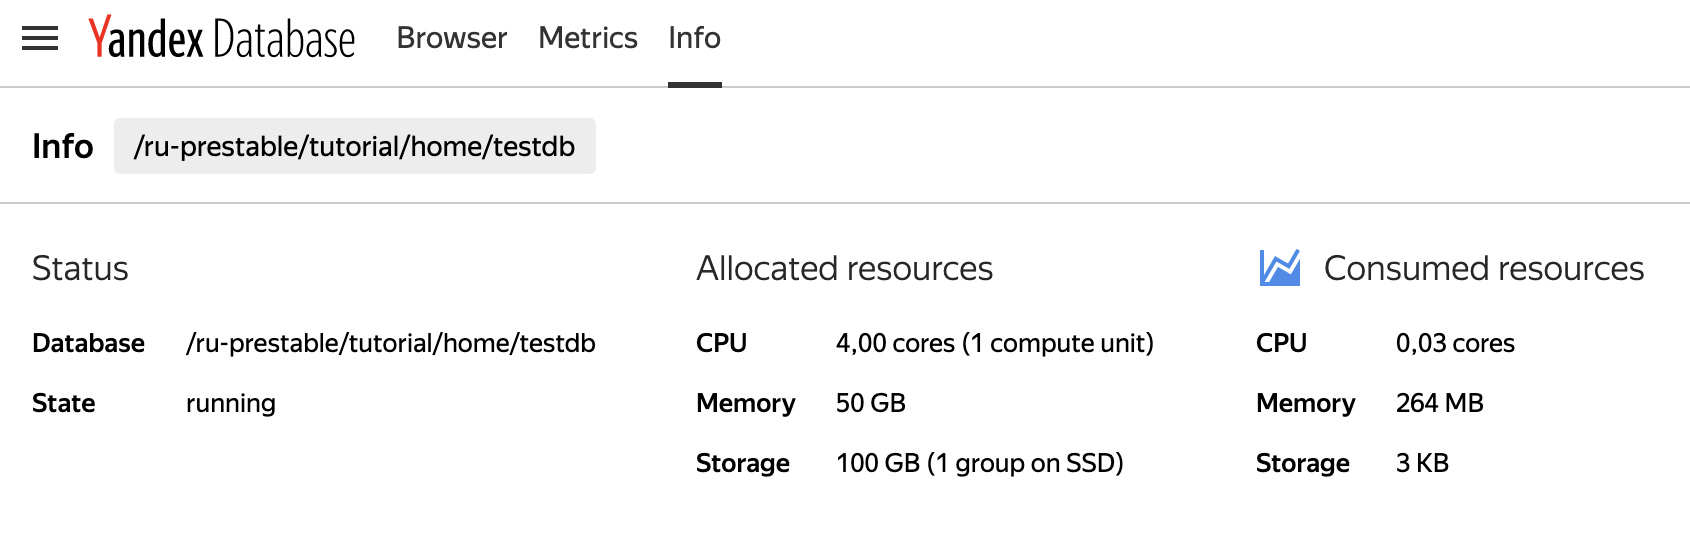 Yandex Database Browser Metrics Info
Info /ru-prestable/tutorial/home/testdb
Status
Database /ru-prestable/tutorial/home/testdb
State running
Allocated resources
CPU 4,00 cores (1 compute unit)
Memory 50 GB
Storage 100 GB (1 group on SSD)
Consumed resources
CPU 0,03 cores
Memory 264 MB
Storage 3 KB